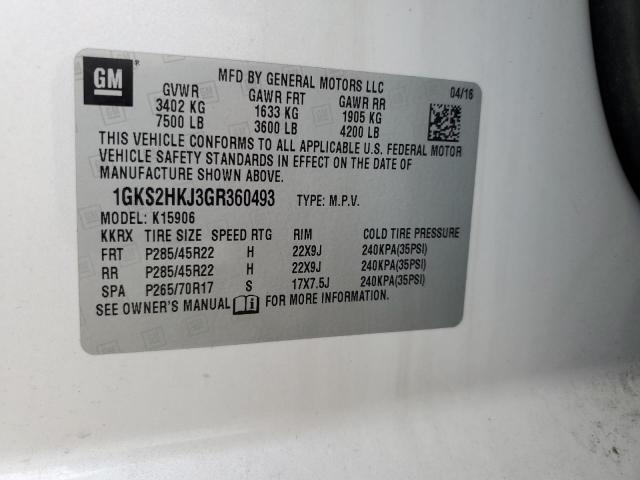 GM
MFD BY GENERAL MOTORS LLC
04/16
GVWR GAWR FRT GAWR RR
3402 KG 1633 KG 1905 KG
7500 LB 3600 LB 4200 LB
THIS VEHICLE CONFORMS TO ALL APPLICABLE U.S. FEDERAL MOTOR
VEHICLE SAFETY STANDARDS IN EFFECT ON THE DATE OF
MANUFACTURE SHOWN ABOVE.
1GKS2HKJ3GR360493 TYPE: M.P.V.
MODEL: K15906
KKRX TIRE SIZE SPEED RTG RIM COLD TIRE PRESSURE
FRT P285/45R22 H 22X9J 240KPA(35PSI)
RR P285/45R22 H 22X9J 240KPA(35PSI)
SPA P265/70R17 S 17X7.5J 240KPA(35PSI)
SEE OWNER'S MANUAL FOR MORE INFORMATION.